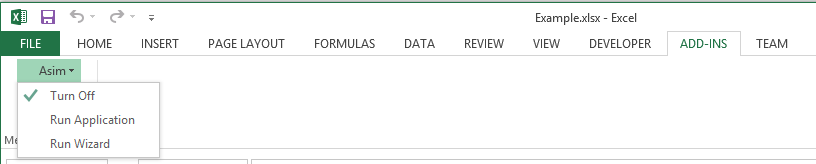 Example.xlsx - Excel
FILE HOME INSERT PAGE LAYOUT FORMULAS DATA REVIEW VIEW DEVELOPER ADD-INS TEAM
Asim
Turn Off
Run Application
Run Wizard